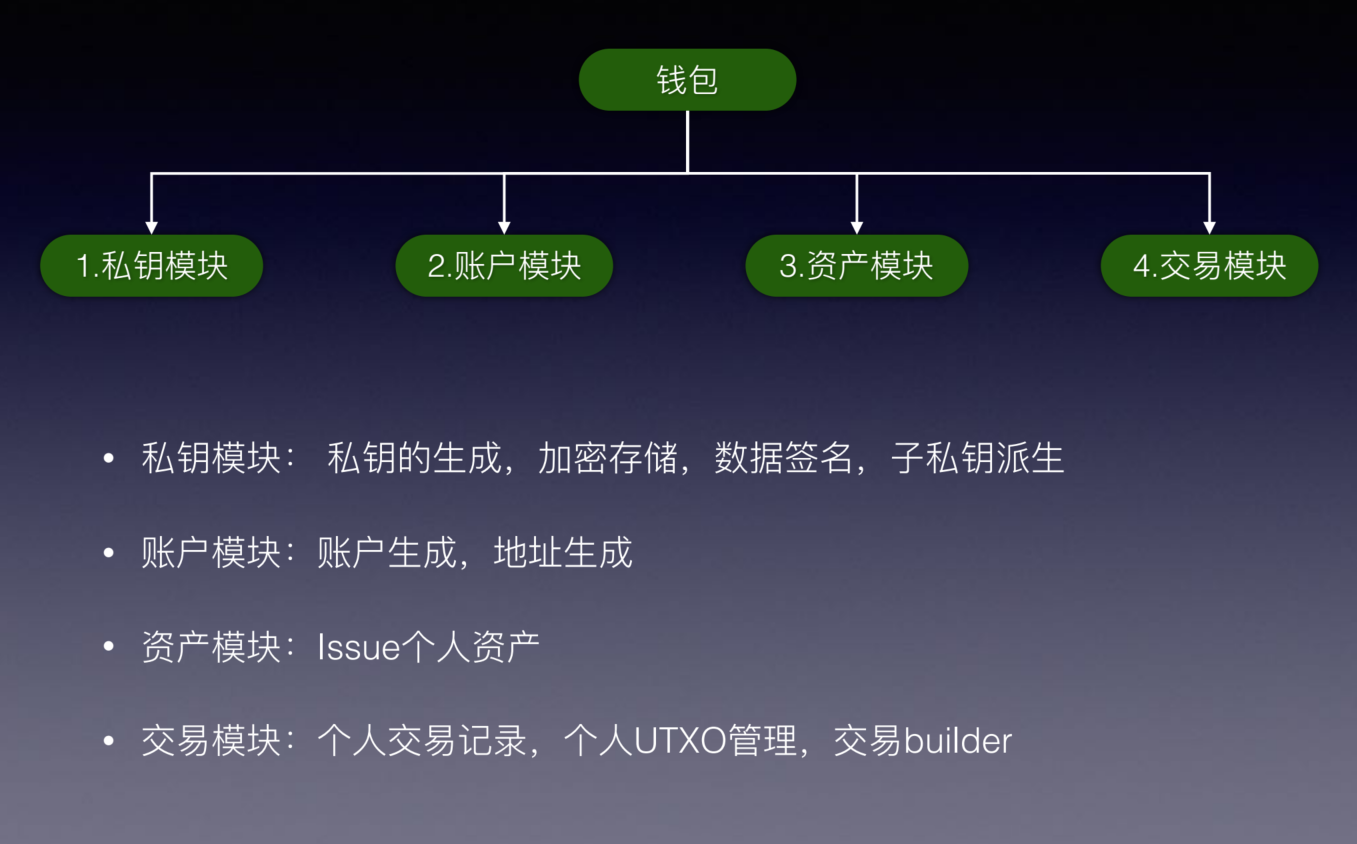 钱包
1.私钥模块
2.账户模块
3.资产模块
4.交易模块
• 私钥模块： 私钥的生成，加密存储，数据签名，子私钥派生
• 账户模块：账户生成，地址生成
• 资产模块：Issue个人资产
• 交易模块：个人交易记录，个人UTXO管理，交易builder